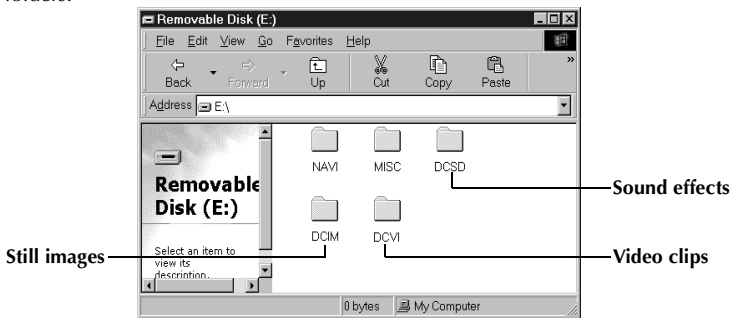 Removable Disk (E:)
File Edit View Go Favorites Help
Back Forward Up Cut Copy Paste »
Address E:\
Removable
Disk (E:)
Select an item to
view its
description.
NAVI MISC DCSD
DCIM DCVI
Sound effects
Still images
Video clips
0 bytes My Computer